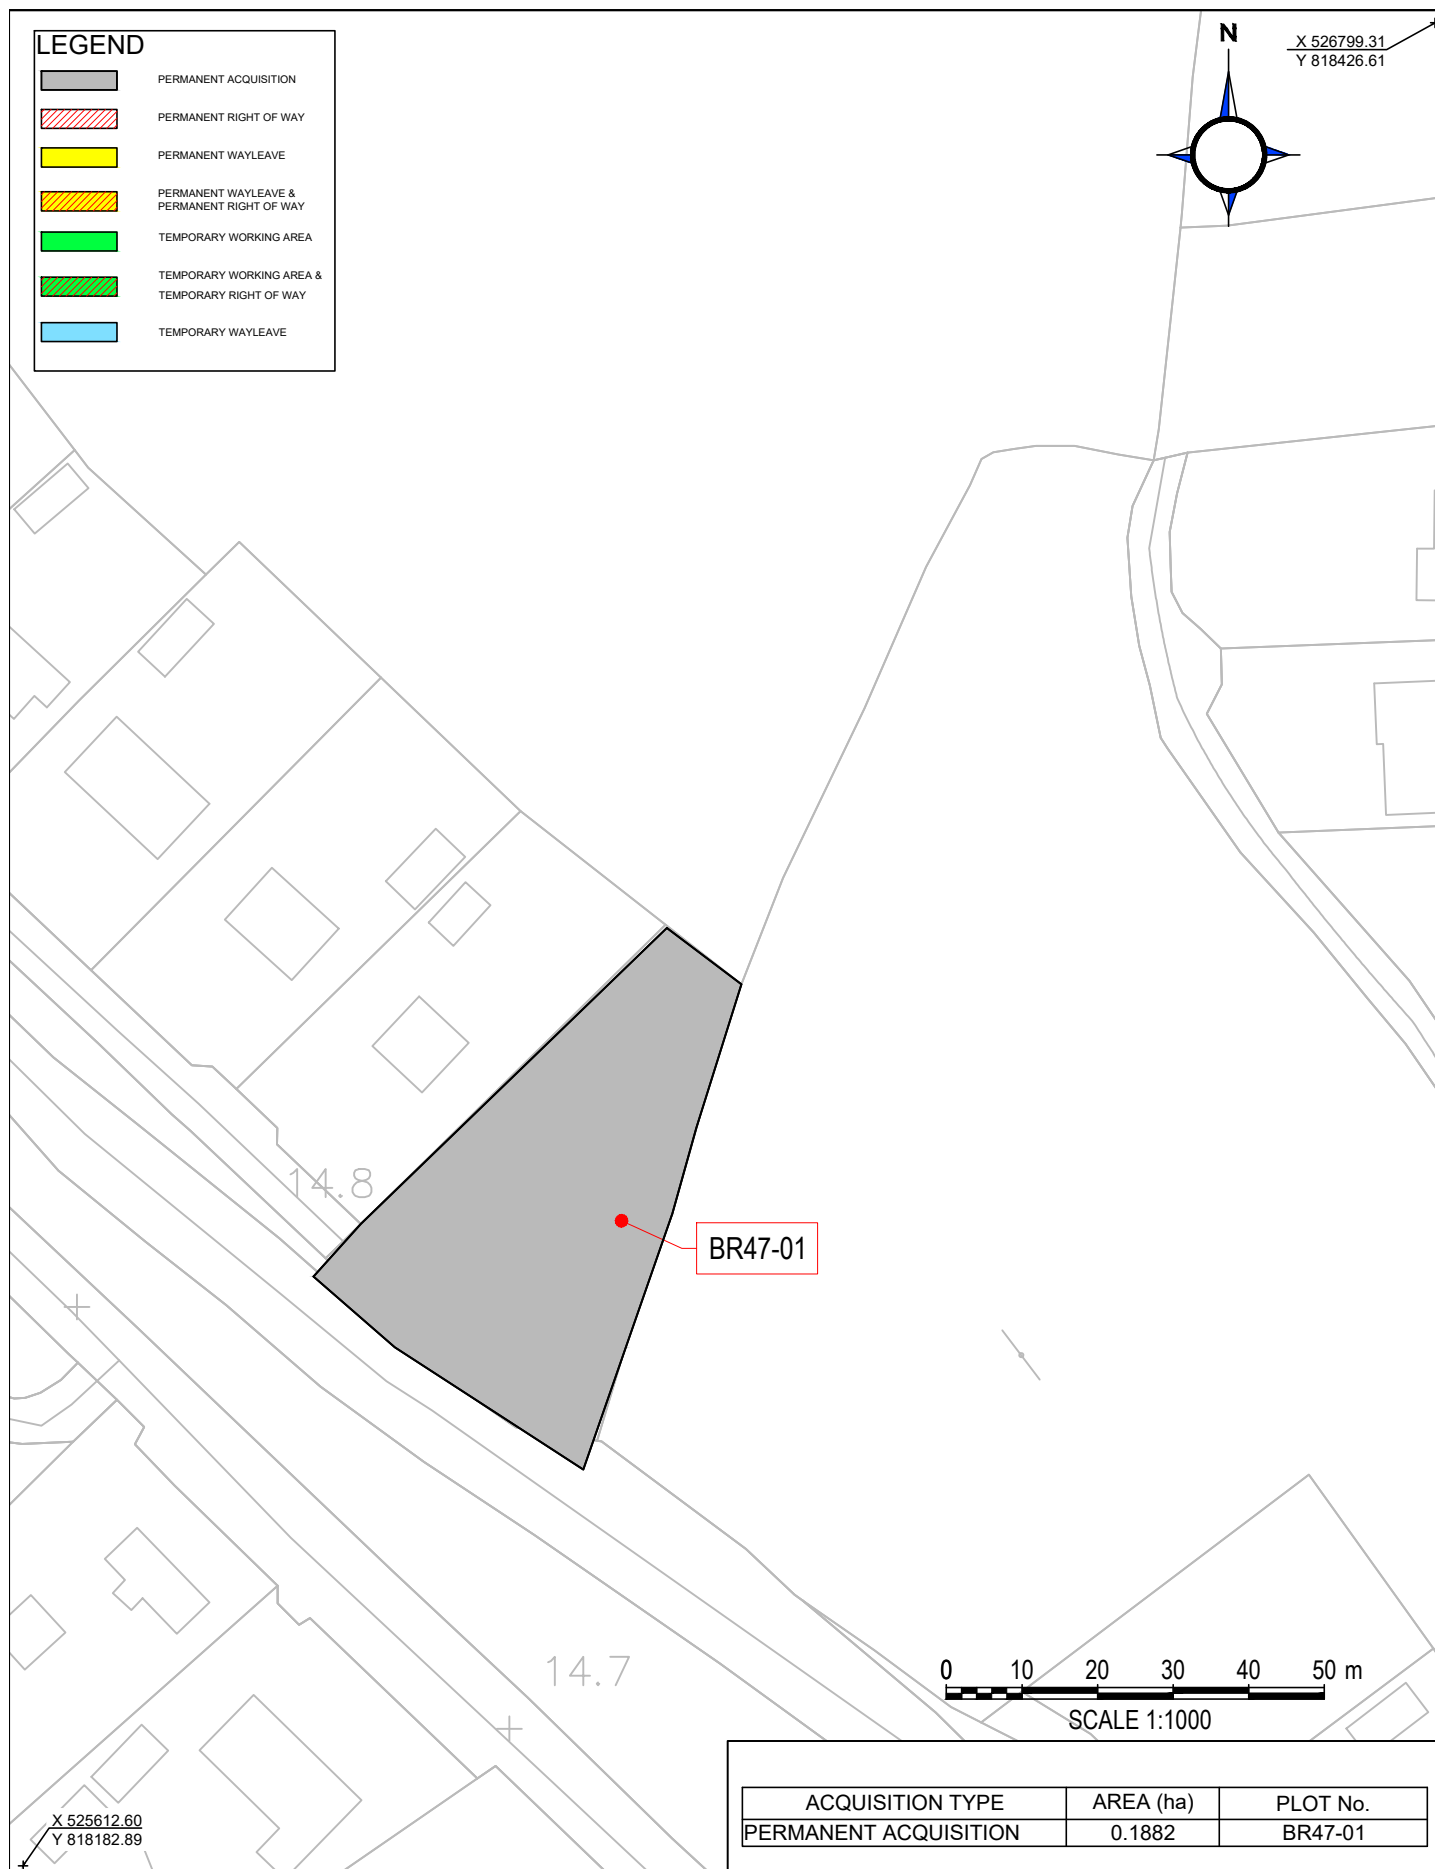 LEGEND
PERMANENT ACQUISITION
PERMANENT RIGHT OF WAY
PERMANENT WAYLEAVE
PERMANENT WAYLEAVE &
PERMANENT RIGHT OF WAY
TEMPORARY WORKING AREA
TEMPORARY WORKING AREA &
TEMPORARY RIGHT OF WAY
TEMPORARY WAYLEAVE
N
X 526799.31
Y 818426.61
14.8
BR47-01
14.7
0 10 20 30 40 50 m
SCALE 1:1000
ACQUISITION TYPE AREA (ha) PLOT No.
PERMANENT ACQUISITION 0.1882 BR47-01
X 525612.60
Y 818182.89